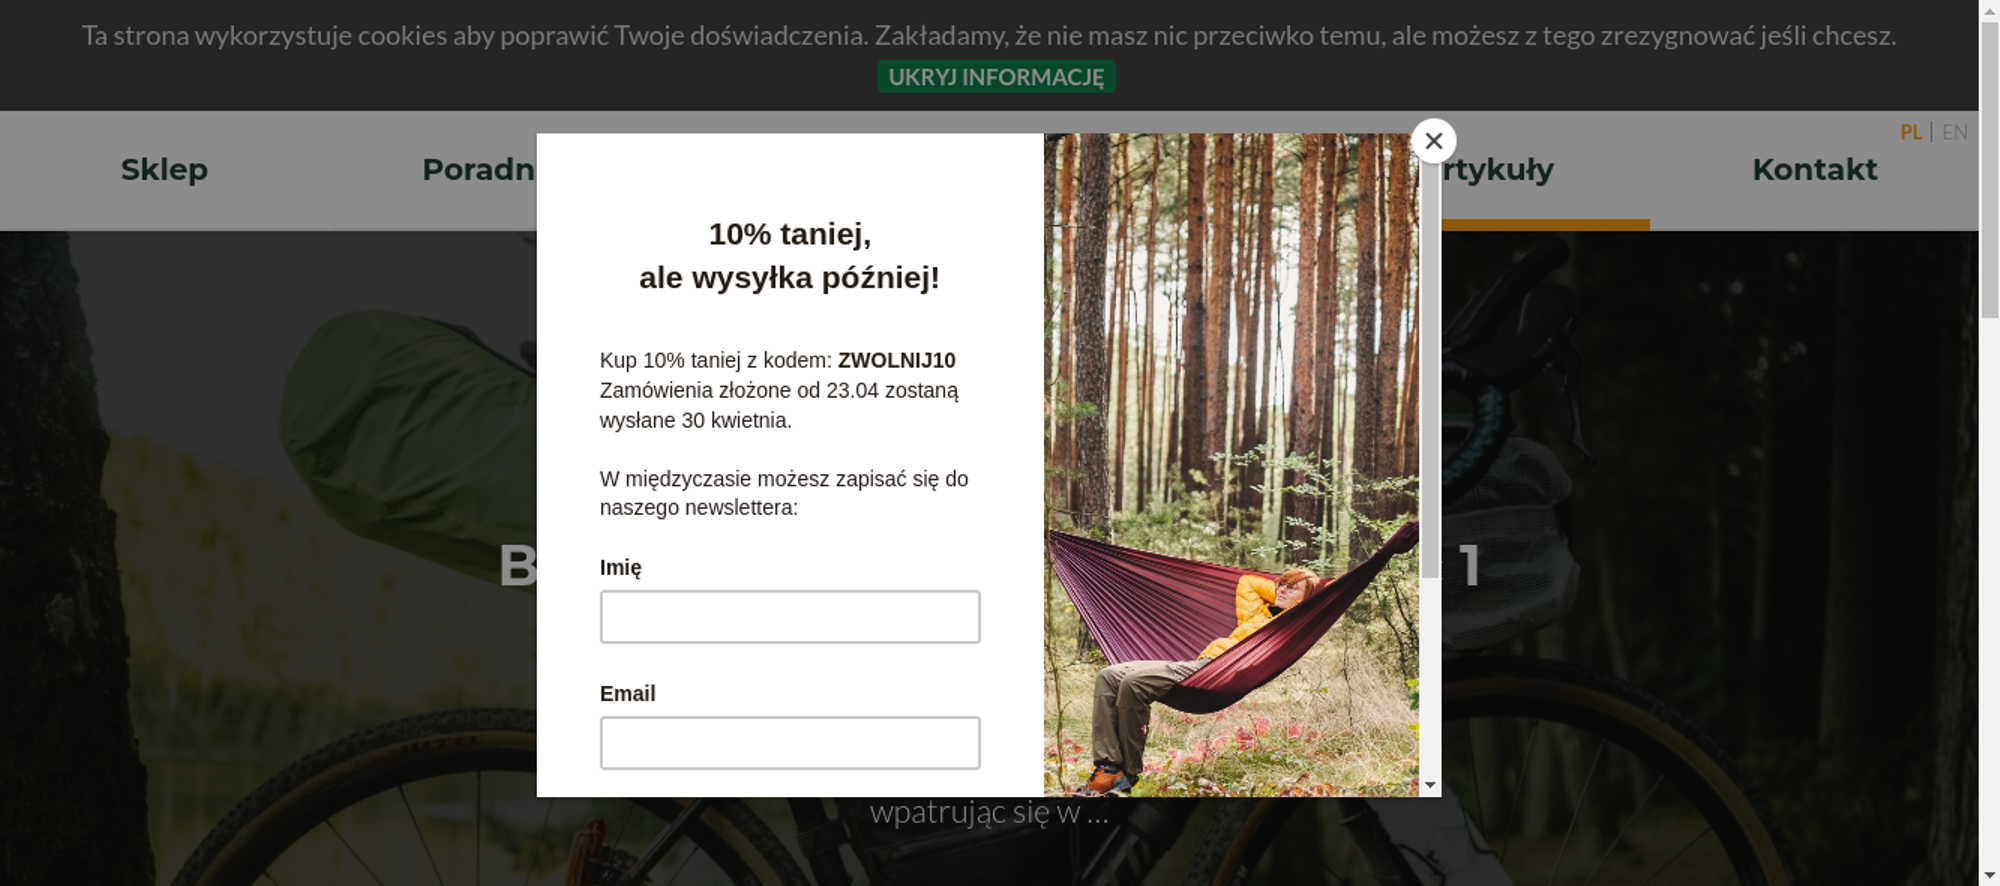 Ta strona wykorzystuje cookies aby poprawić Twoje doświadczenia. Zakładamy, że nie masz nic przeciwko temu, ale możesz z tego zrezygnować jeśli chcesz.
UKRYJ INFORMACJĘ
PL | EN
Sklep Poradn rtykuły Kontakt
10% taniej,
ale wysyłka później!
Kup 10% taniej z kodem: ZWOLNIJ10
Zamówienia złożone od 23.04 zostaną
wysłane 30 kwietnia.
W międzyczasie możesz zapisać się do
naszego newslettera:
B 1
Imię
Email
wpatrując się w ...